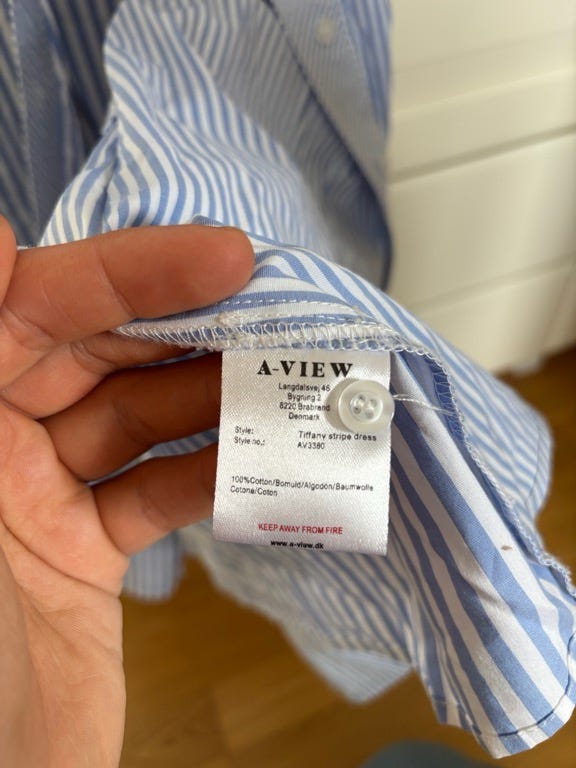 A-VIEW
Langdalsvej 46
Bygning 2
8220 Brabrand
Denmark
Style: Tiffany stripe dress
Style no.: AV3380
100%Cotton/Bomuld/Algodón/Baumwolle
Cotone/Coton
KEEP AWAY FROM FIRE
www.a-view.dk